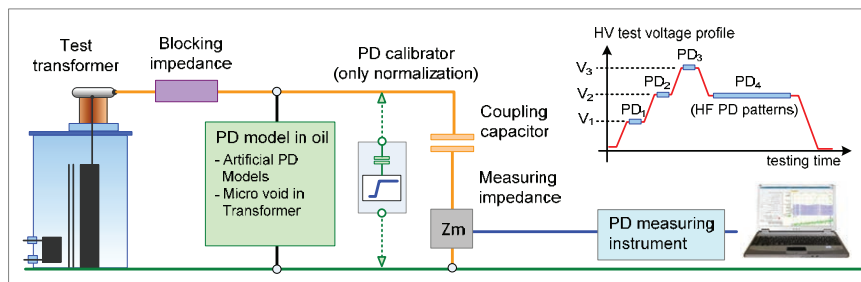 Test
transformer
Blocking
impedance
PD calibrator
(only normalization)
PD model in oil
- Artificial PD
Models
- Micro void in
Transformer
Coupling
capacitor
Measuring
impedance
Zm
PD measuring
instrument
HV test voltage profile
V₃
V₂
V₁
PD₁
PD₂
PD₃
PD₄
(HF PD patterns)
testing time